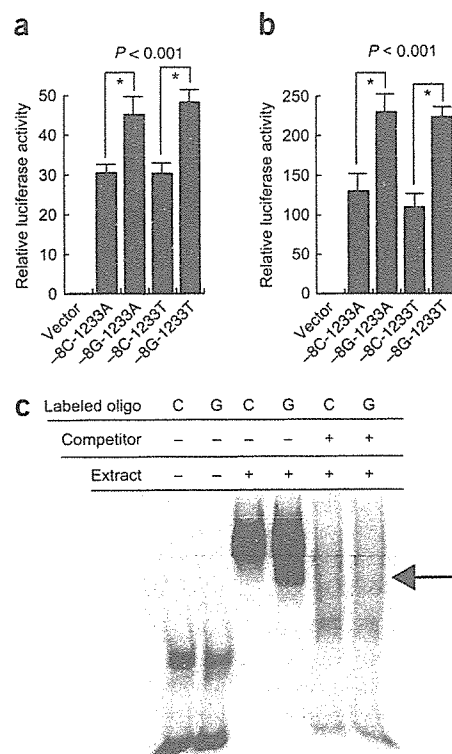 a
P < 0.001
*
*
Relative luciferase activity
50
40
30
20
10
0
Vector
–8C-1233A
–8G-1233A
–8C-1233T
–8G-1233T
b
P < 0.001
*
*
Relative luciferase activity
250
200
150
100
50
0
Vector
–8C-1233A
–8G-1233A
–8C-1233T
–8G-1233T
c
Labeled oligo C G C G C G
Competitor – – – – + +
Extract – – + + + +